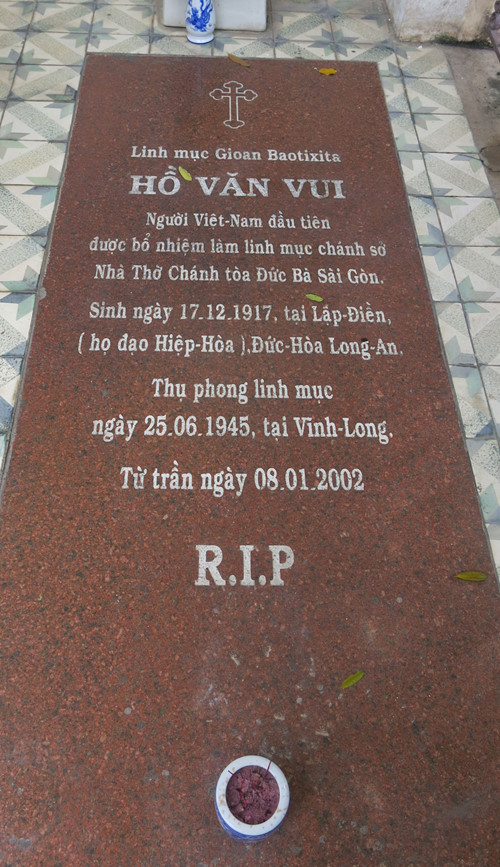 Linh mục Gioan Baotixita
HỒ VĂN VUI
Người Việt-Nam đầu tiên
được bổ nhiệm làm linh mục chánh sở
Nhà Thờ Chánh tòa Đức Bà Sài Gòn.
Sinh ngày 17.12.1917, tại Lập-Điền,
( họ đạo Hiệp-Hòa ),Đức-Hòa Long-An.
Thụ phong linh mục
ngày 25.06.1945, tại Vinh-Long.
Từ trần ngày 08.01.2002
R.I.P